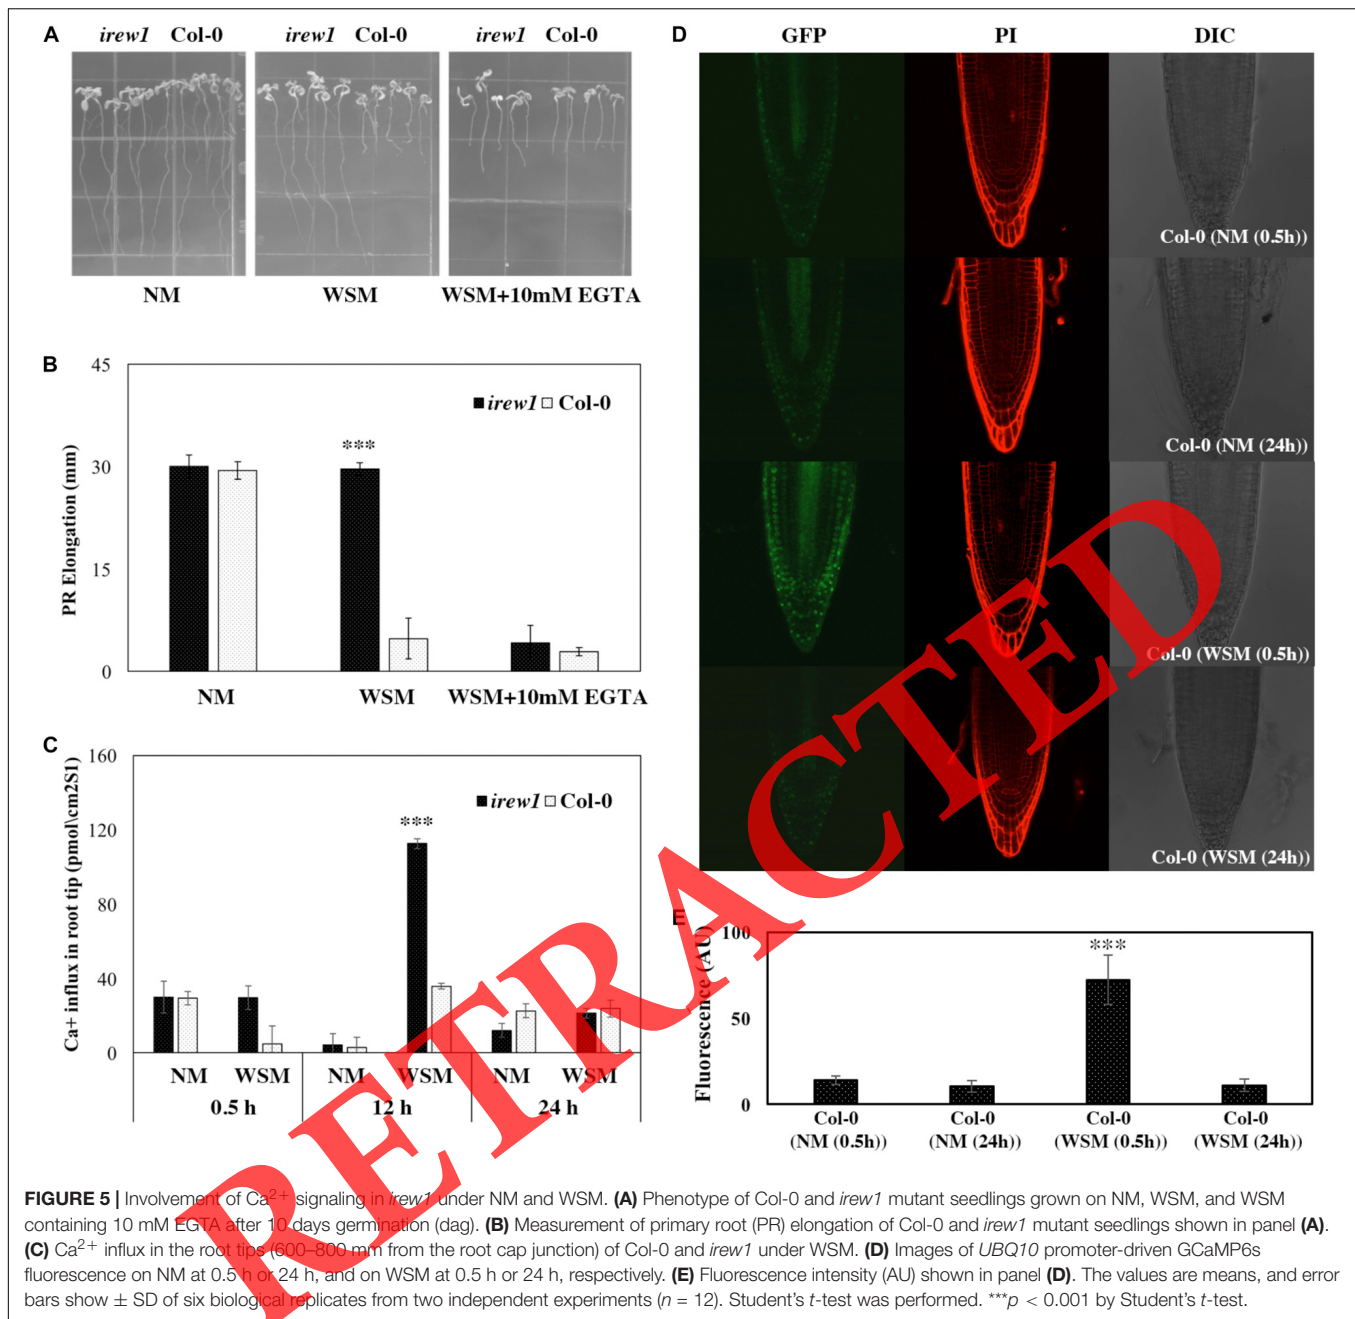 A
irew1 Col-0 irew1 Col-0 irew1 Col-0
NM WSM WSM+10mM EGTA
B
45
30
15
0
PR Elongation (mm)
irew1 Col-0
***
NM WSM WSM+10mM EGTA
C
160
120
80
40
0
Ca+ influx in root tip (pmol\cm2S1)
irew1 Col-0
***
NM WSM NM WSM NM WSM
0.5 h 12 h 24 h
D
GFP PI DIC
Col-0 (NM (0.5h))
Col-0 (NM (24h))
Col-0 (WSM (0.5h))
Col-0 (WSM (24h))
E
100
50
0
Fluorescence (AU)
***
Col-0 Col-0 Col-0 Col-0
(NM (0.5h)) (NM (24h)) (WSM (0.5h)) (WSM (24h))
RETRACTED
FIGURE 5 | Involvement of Ca2+ signaling in irew1 under NM and WSM. (A) Phenotype of Col-0 and irew1 mutant seedlings grown on NM, WSM, and WSM
containing 10 mM EGTA after 10 days germination (dag). (B) Measurement of primary root (PR) elongation of Col-0 and irew1 mutant seedlings shown in panel (A).
(C) Ca2+ influx in the root tips (600–800 mm from the root cap junction) of Col-0 and irew1 under WSM. (D) Images of UBQ10 promoter-driven GCaMP6s
fluorescence on NM at 0.5 h or 24 h, and on WSM at 0.5 h or 24 h, respectively. (E) Fluorescence intensity (AU) shown in panel (D). The values are means, and error
bars show ± SD of six biological replicates from two independent experiments (n = 12). Student's t-test was performed. ***p < 0.001 by Student's t-test.